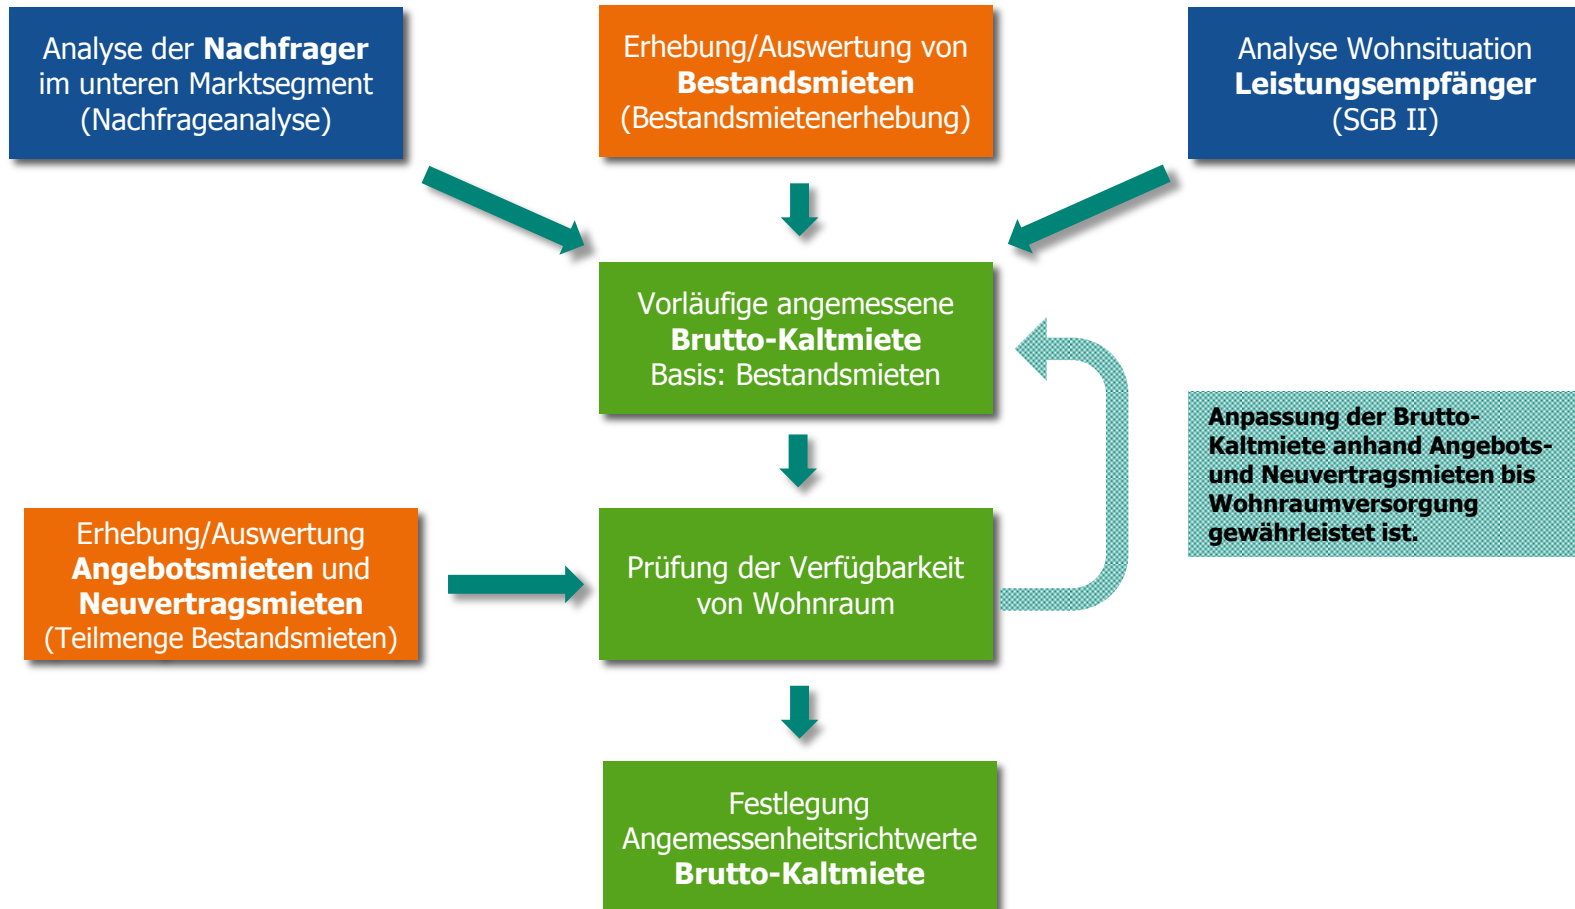 Analyse der Nachfrager
im unteren Marktsegment
(Nachfrageanalyse)
Erhebung/Auswertung von
Bestandsmieten
(Bestandsmietenerhebung)
Analyse Wohnsituation
Leistungsempfänger
(SGB II)
Vorläufige angemessene
Brutto-Kaltmiete
Basis: Bestandsmieten
Anpassung der Brutto-
Kaltmiete anhand Angebots-
und Neuvertragsmieten bis
Wohnraumversorgung
gewährleistet ist.
Erhebung/Auswertung
Angebotsmieten und
Neuvertragsmieten
(Teilmenge Bestandsmieten)
Prüfung der Verfügbarkeit
von Wohnraum
Festlegung
Angemessenheitsrichtwerte
Brutto-Kaltmiete